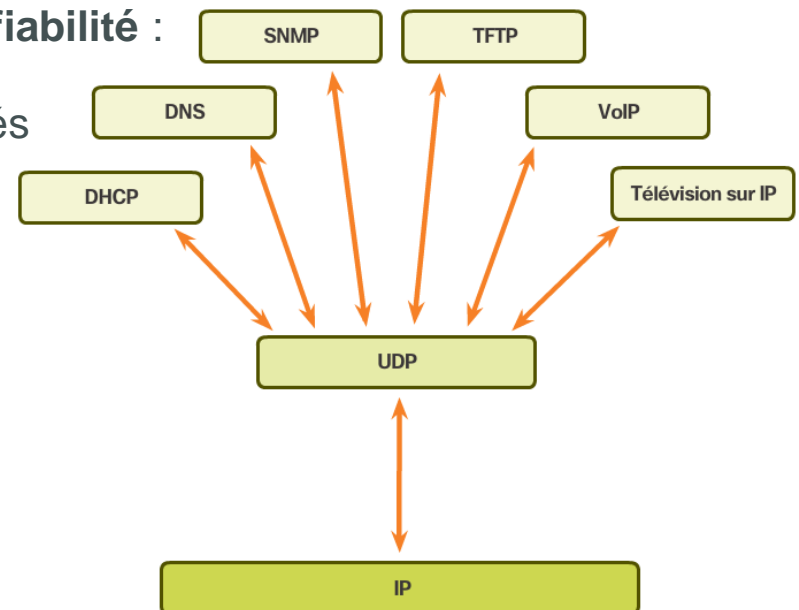 fiabilité :
SNMP
TFTP
és
DNS
VoIP
DHCP
Télévision sur IP
UDP
IP